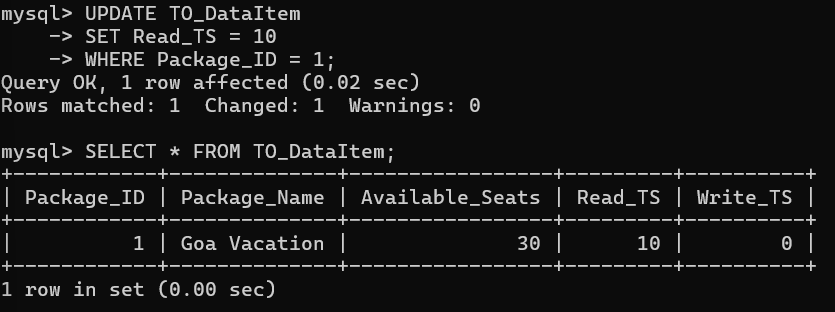 mysql> UPDATE TO_DataItem
    -> SET Read_TS = 10
    -> WHERE Package_ID = 1;
Query OK, 1 row affected (0.02 sec)
Rows matched: 1  Changed: 1  Warnings: 0

mysql> SELECT * FROM TO_DataItem;
+------------+--------------+-----------------+---------+----------+
| Package_ID | Package_Name | Available_Seats | Read_TS | Write_TS |
+------------+--------------+-----------------+---------+----------+
|          1 | Goa Vacation |              30 |      10 |        0 |
+------------+--------------+-----------------+---------+----------+
1 row in set (0.00 sec)